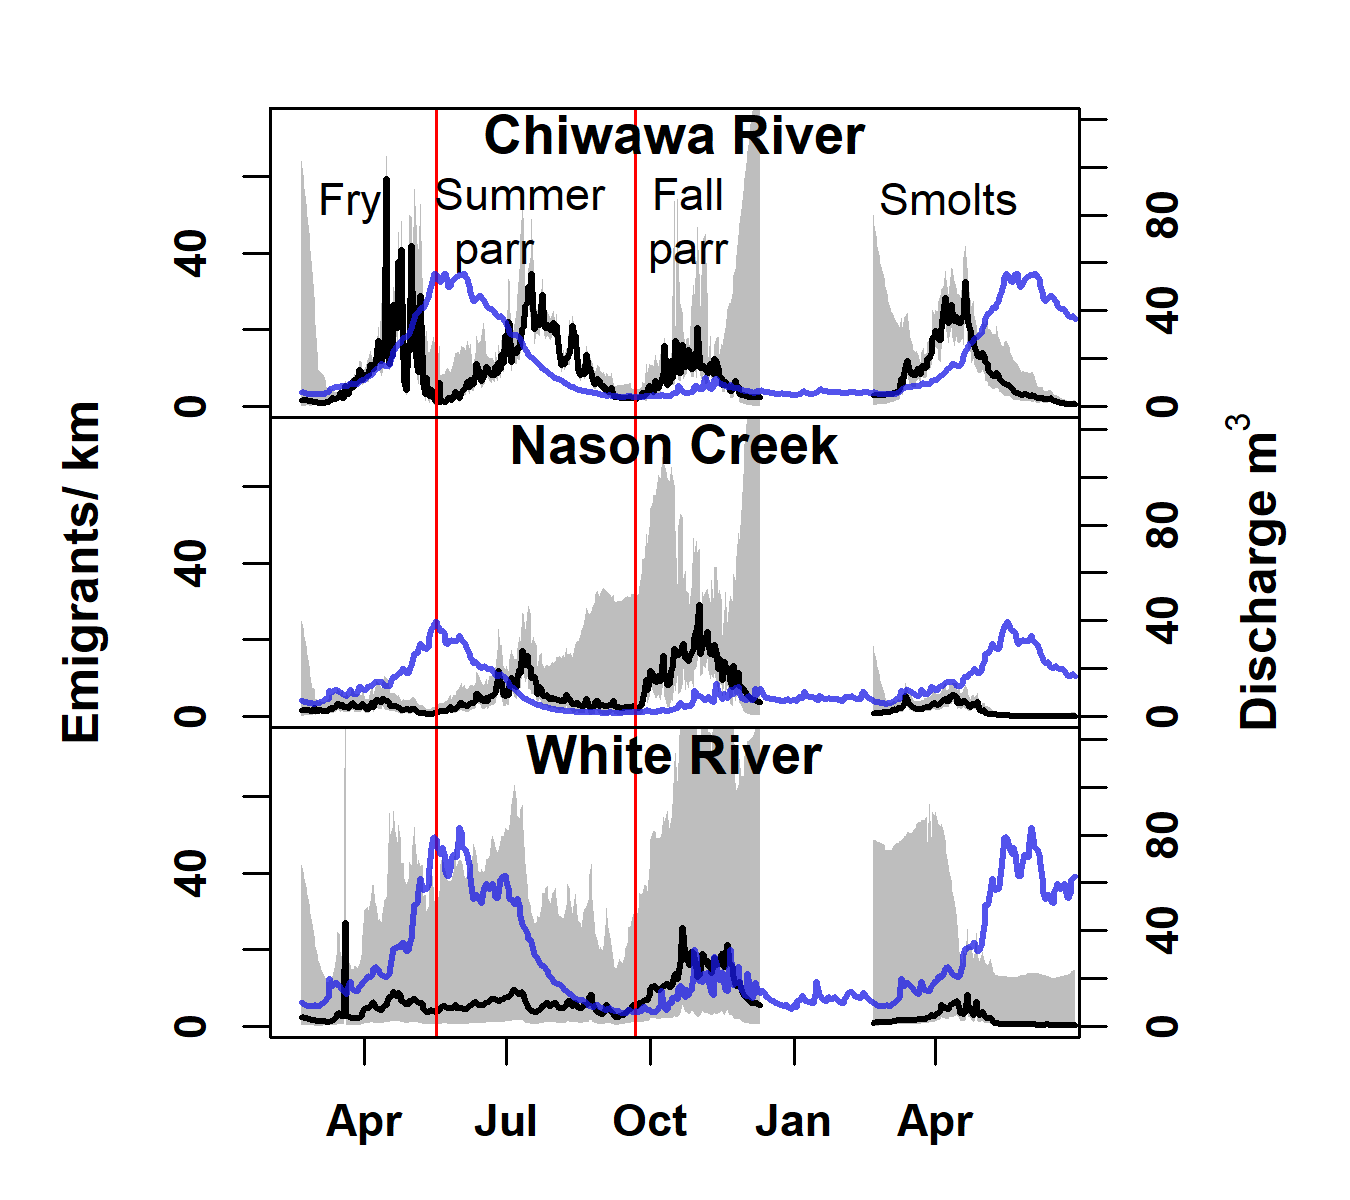 Chiwawa River
Fry
Summer
parr
Fall
parr
Smolts
40
0
80
40
0
Nason Creek
40
0
80
40
0
White River
40
0
80
40
0
Emigrants/ km
Discharge m³
Apr Jul Oct Jan Apr